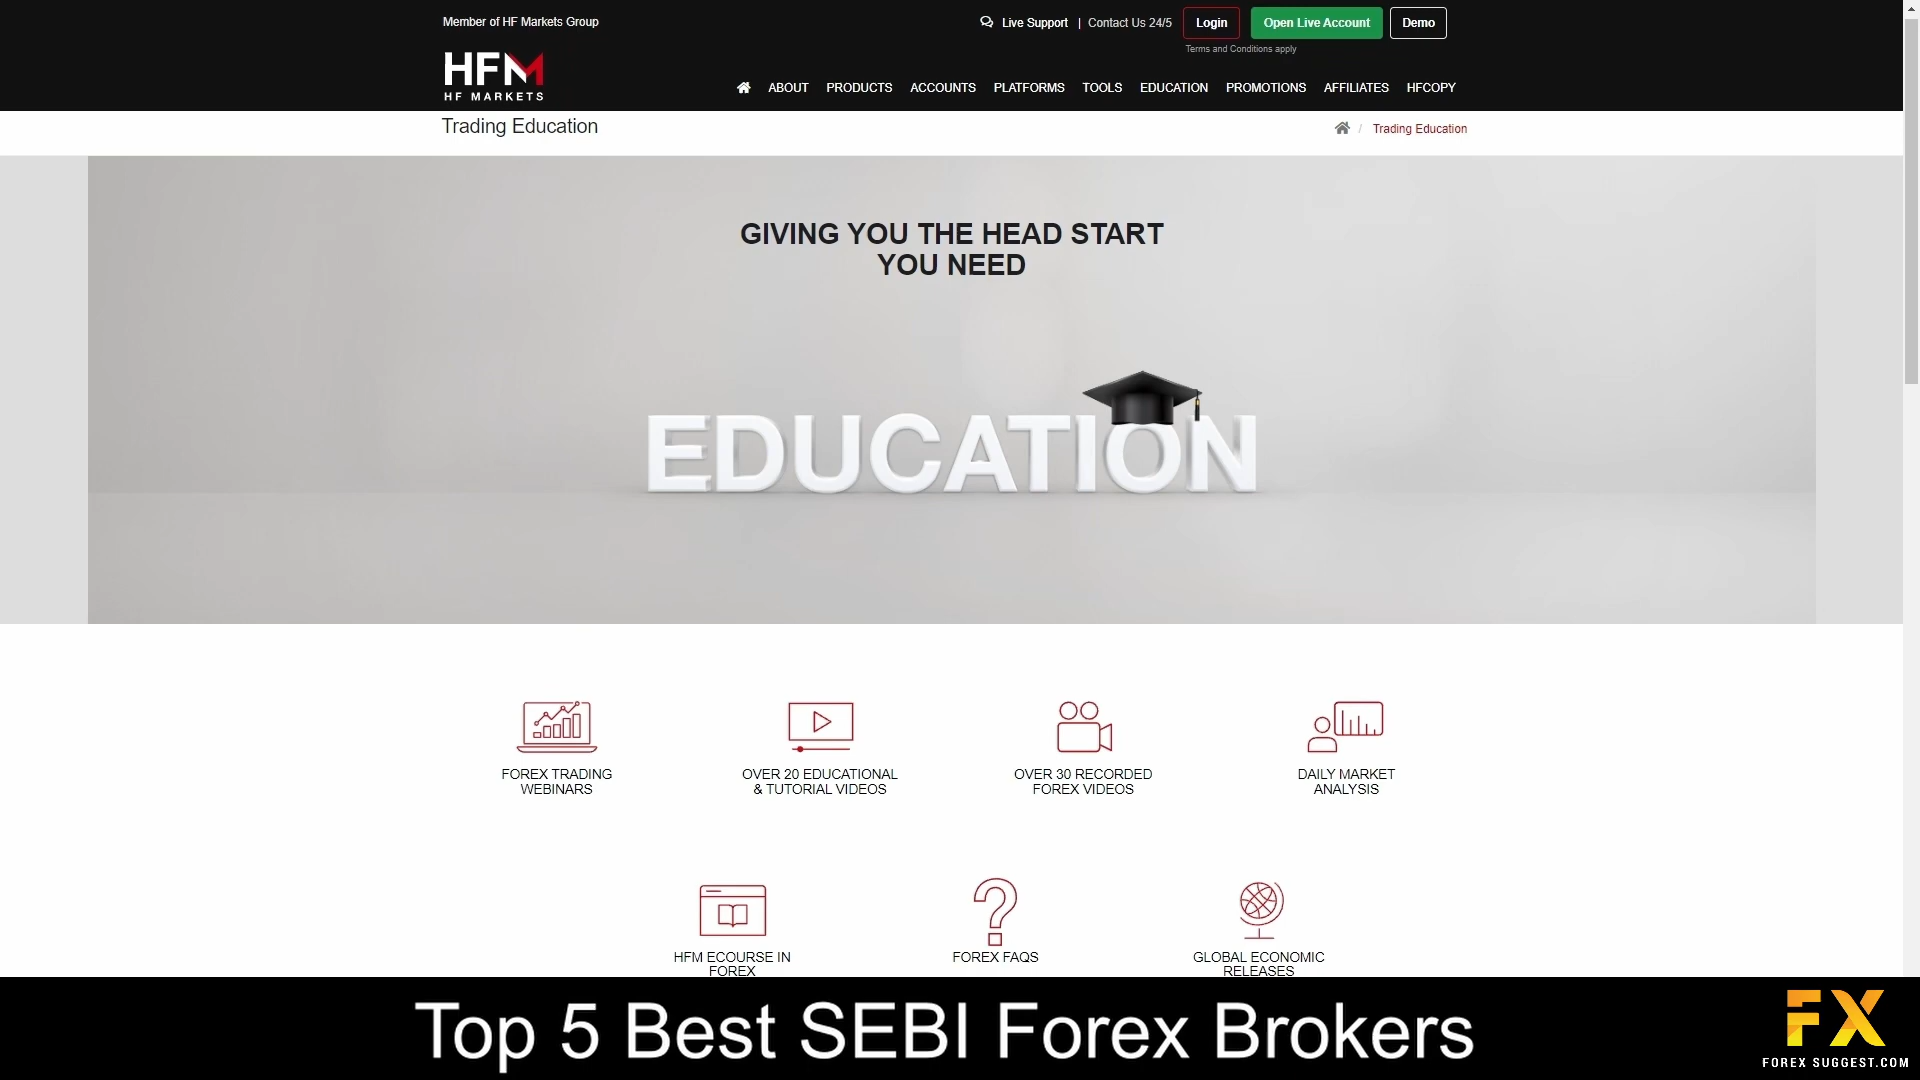 Member of HF Markets Group
Live Support | Contact Us 24/5 Login Open Live Account Demo
Terms and Conditions apply
HFM
HF MARKETS
ABOUT PRODUCTS ACCOUNTS PLATFORMS TOOLS EDUCATION PROMOTIONS AFFILIATES HFCOPY
Trading Education
/ Trading Education
GIVING YOU THE HEAD START
YOU NEED
EDUCATION
FOREX TRADING
WEBINARS
OVER 20 EDUCATIONAL
& TUTORIAL VIDEOS
OVER 30 RECORDED
FOREX VIDEOS
DAILY MARKET
ANALYSIS
HFM ECOURSE IN
FOREX
FOREX FAQS
GLOBAL ECONOMIC
RELEASES
Top 5 Best SEBI Forex Brokers
FX
FOREX SUGGEST.COM